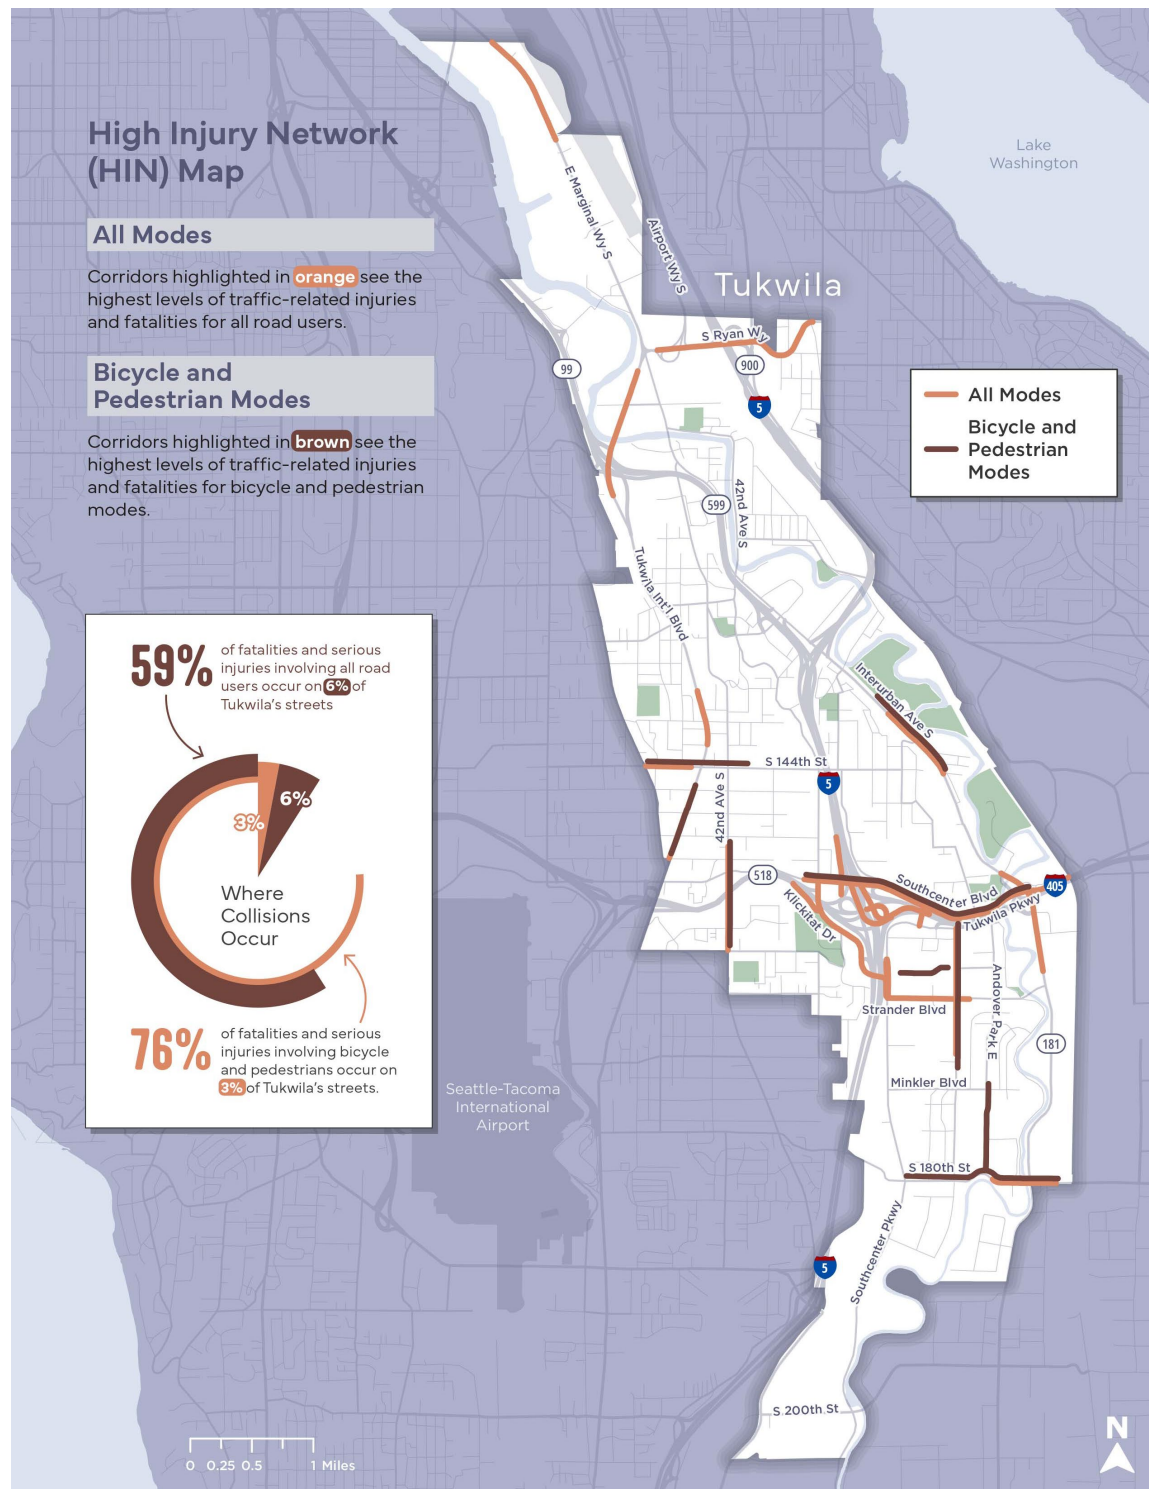 High Injury Network
(HIN) Map
All Modes
Corridors highlighted in orange see the
highest levels of traffic-related injuries
and fatalities for all road users.
Bicycle and
Pedestrian Modes
Corridors highlighted in brown see the
highest levels of traffic-related injuries
and fatalities for bicycle and pedestrian
modes.
59%
of fatalities and serious
injuries involving all road
users occur on 6% of
Tukwila's streets
3%
6%
Where
Collisions
Occur
76%
of fatalities and serious
injuries involving bicycle
and pedestrians occur on
3% of Tukwila's streets.
Lake
Washington
Tukwila
All Modes
Bicycle and
Pedestrian
Modes
E Marginal Wy S
Airport Wy S
S Ryan Wy
99
900
5
599
42nd Ave S
Tukwila Int'l Blvd
Interurban Ave S
S 144th St
5
42nd AVe S
518
Southcenter Blvd
405
Tukwila Pkwy
Klickitat Dr
Andover Park E
Strander Blvd
181
Minkler Blvd
Seattle-Tacoma
International
Airport
S 180th St
Southcenter Pkwy
5
S 200th St
0 0.25 0.5 1 Miles
N